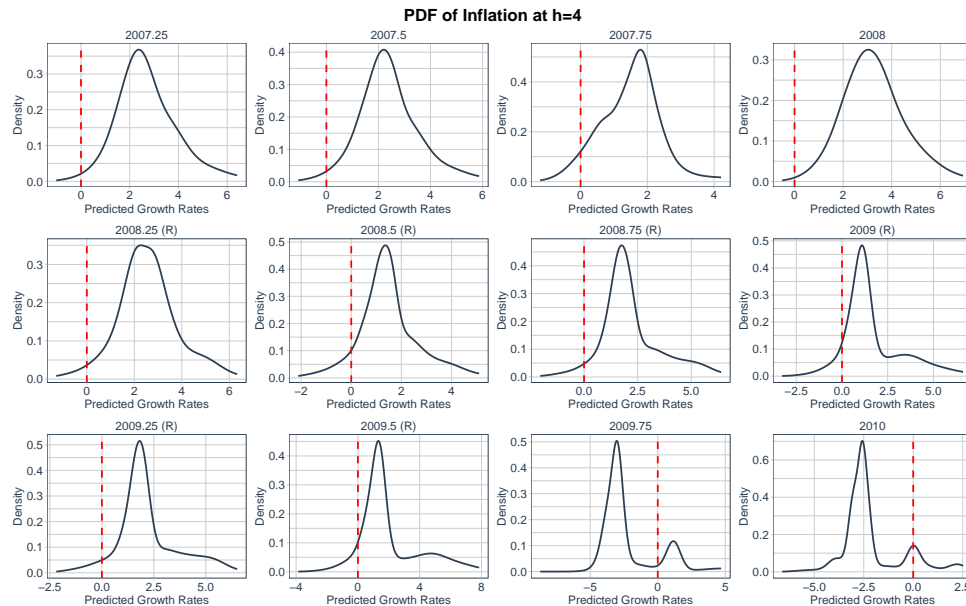 PDF of Inflation at h=4
2007.25
2007.5
2007.75
2008
Density
0.3
0.2
0.1
0.0
0 2 4 6
Predicted Growth Rates
Density
0.4
0.3
0.2
0.1
0.0
0 2 4 6
Predicted Growth Rates
Density
0.4
0.2
0.0
0 2 4
Predicted Growth Rates
Density
0.3
0.2
0.1
0.0
0 2 4 6
Predicted Growth Rates
2008.25 (R)
2008.5 (R)
2008.75 (R)
2009 (R)
Density
0.3
0.2
0.1
0.0
0 2 4 6
Predicted Growth Rates
Density
0.5
0.4
0.3
0.2
0.1
0.0
−2 0 2 4
Predicted Growth Rates
Density
0.4
0.3
0.2
0.1
0.0
0.0 2.5 5.0
Predicted Growth Rates
Density
0.5
0.4
0.3
0.2
0.1
0.0
−2.5 0.0 2.5 5.0
Predicted Growth Rates
2009.25 (R)
2009.5 (R)
2009.75
2010
Density
0.5
0.4
0.3
0.2
0.1
0.0
−2.5 0.0 2.5 5.0
Predicted Growth Rates
Density
0.4
0.3
0.2
0.1
0.0
−4 0 4 8
Predicted Growth Rates
Density
0.5
0.4
0.3
0.2
0.1
0.0
−5 0 5
Predicted Growth Rates
Density
0.6
0.4
0.2
0.0
−5.0 −2.5 0.0 2.5
Predicted Growth Rates